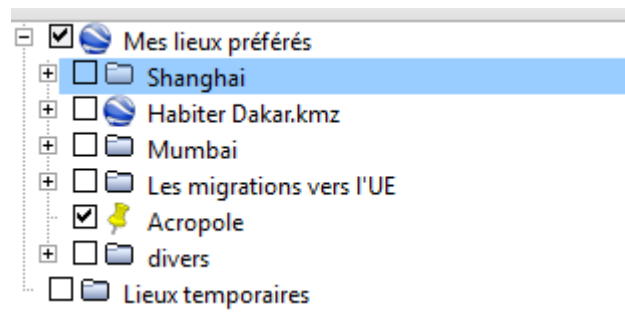 Mes lieux préférés
Shanghai
Habiter Dakar.kmz
Mumbai
Les migrations vers l'UE
Acropole
divers
Lieux temporaires